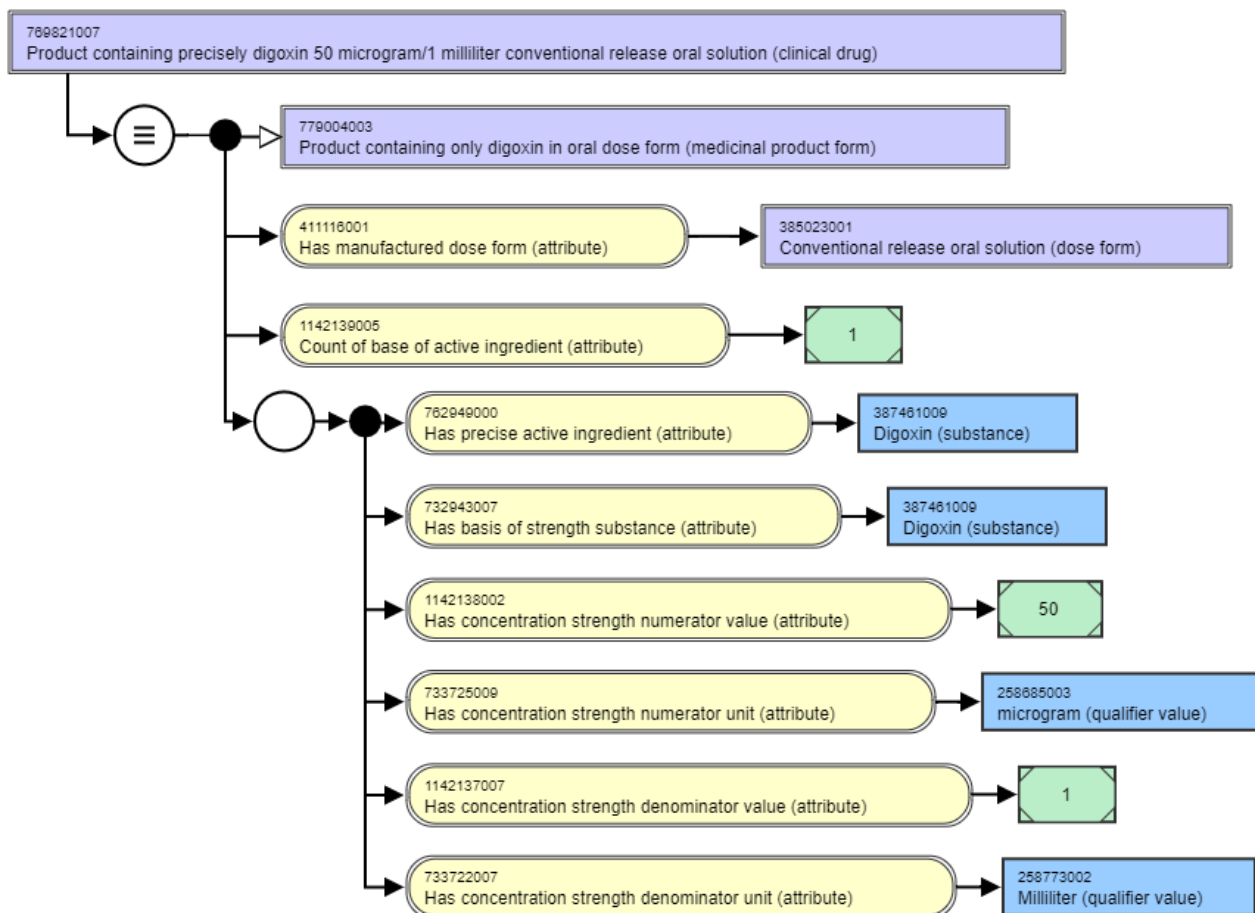 769821007
Product containing precisely digoxin 50 microgram/1 milliliter conventional release oral solution (clinical drug)
779004003
Product containing only digoxin in oral dose form (medicinal product form)
411116001
Has manufactured dose form (attribute)
385023001
Conventional release oral solution (dose form)
1142139005
Count of base of active ingredient (attribute)
1
762949000
Has precise active ingredient (attribute)
387461009
Digoxin (substance)
732943007
Has basis of strength substance (attribute)
387461009
Digoxin (substance)
1142138002
Has concentration strength numerator value (attribute)
50
733725009
Has concentration strength numerator unit (attribute)
258685003
microgram (qualifier value)
1142137007
Has concentration strength denominator value (attribute)
1
733722007
Has concentration strength denominator unit (attribute)
258773002
Milliliter (qualifier value)